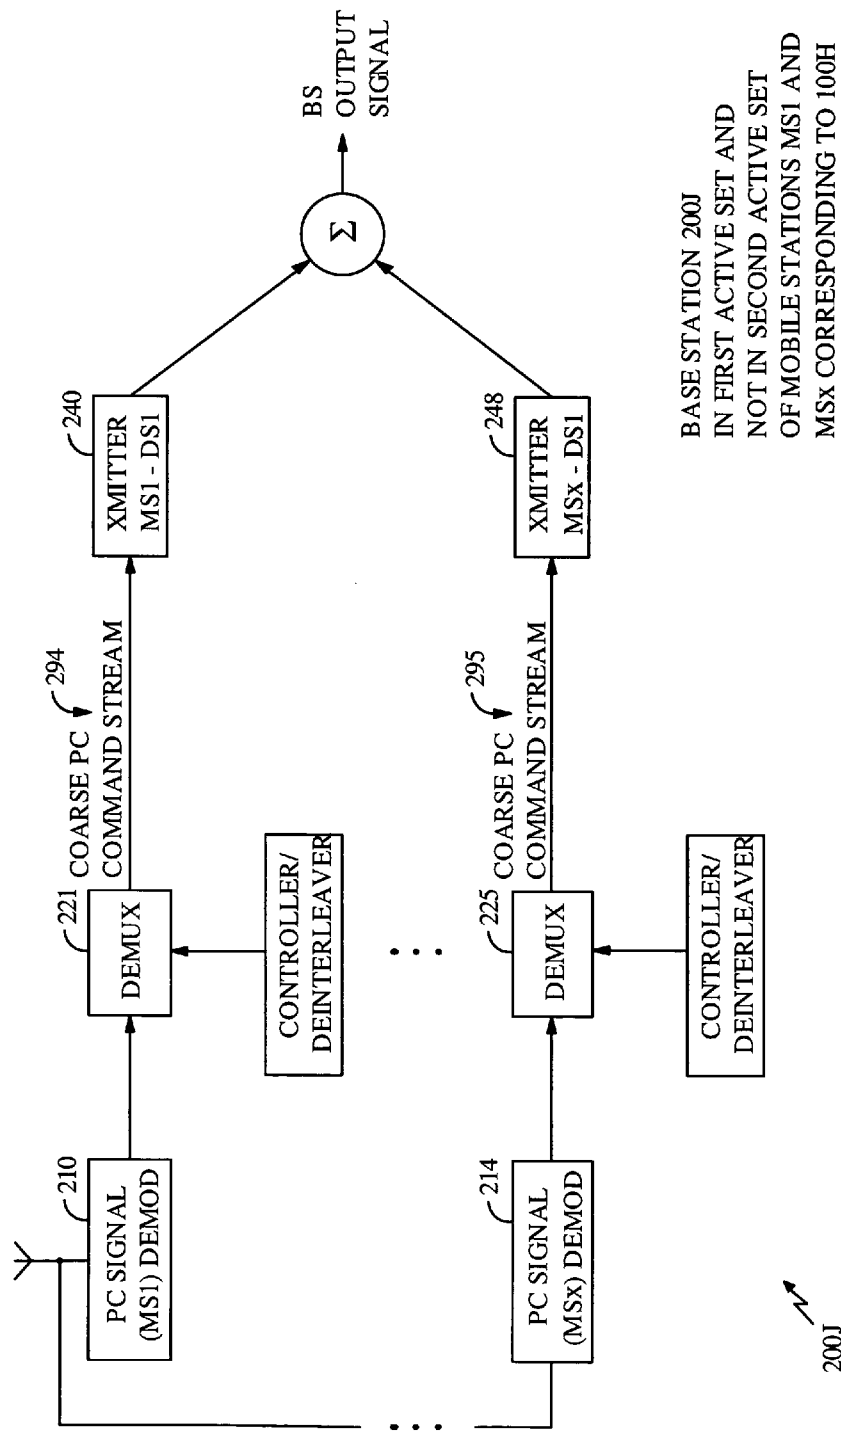 210
PC SIGNAL
(MS1) DEMOD
221
DEMUX
CONTROLLER/
DEINTERLEAVER
294
COARSE PC
COMMAND STREAM
240
XMITTER
MS1 - DS1
Σ
BS
OUTPUT
SIGNAL
214
PC SIGNAL
(MSx) DEMOD
225
DEMUX
CONTROLLER/
DEINTERLEAVER
295
COARSE PC
COMMAND STREAM
248
XMITTER
MSx - DS1
200J
BASE STATION 200J
IN FIRST ACTIVE SET AND
NOT IN SECOND ACTIVE SET
OF MOBILE STATIONS MS1 AND
MSx CORRESPONDING TO 100H